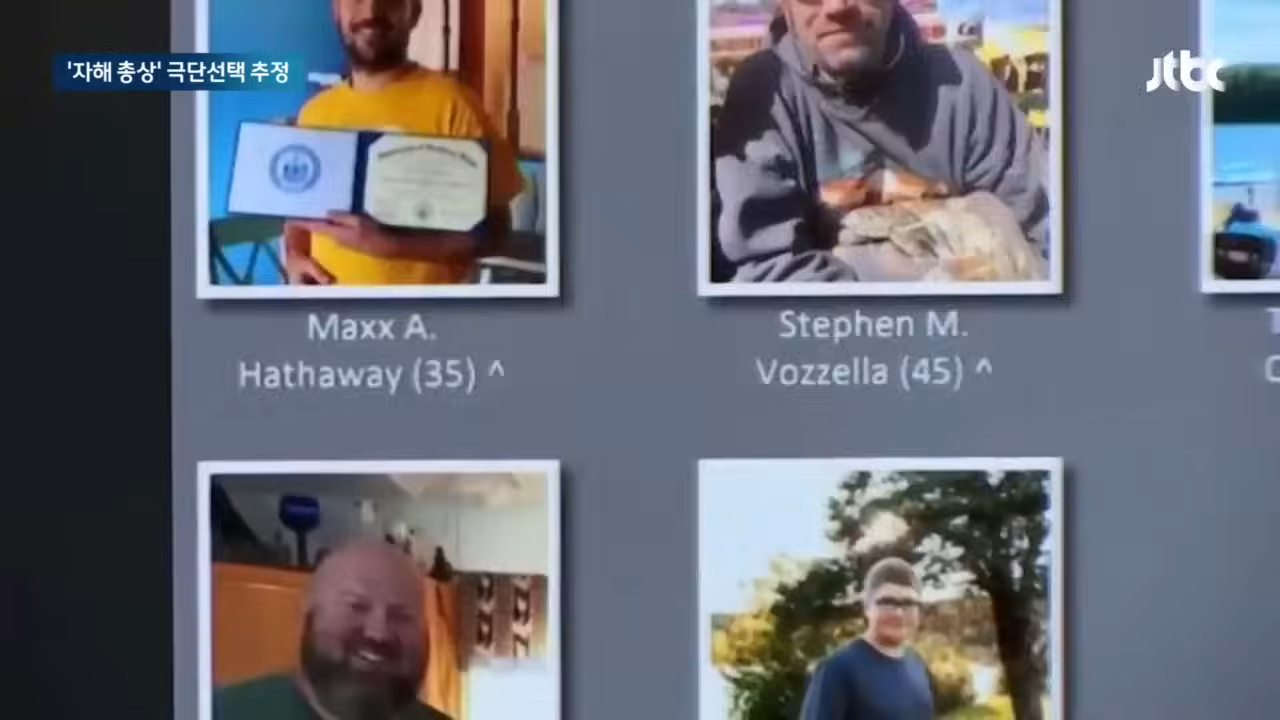 '자해 총상' 극단선택 추정
jtbc
Maxx A.
Hathaway (35) ^
Stephen M.
Vozzella (45) ^